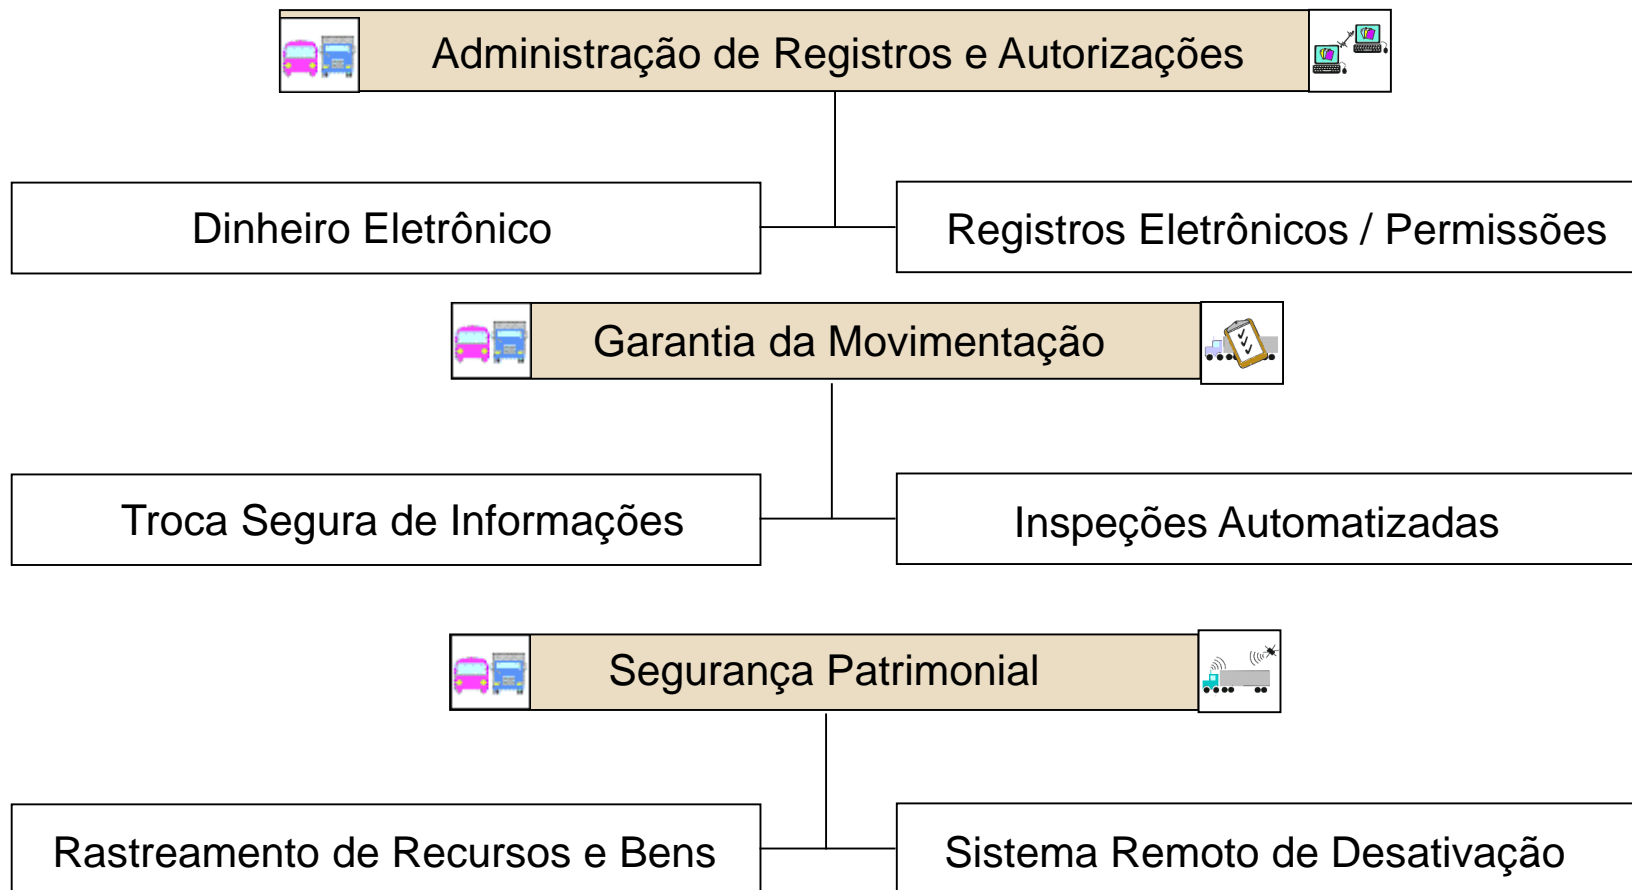 Administração de Registros e Autorizações
Dinheiro Eletrônico
Registros Eletrônicos / Permissões
Garantia da Movimentação
Troca Segura de Informações
Inspeções Automatizadas
Segurança Patrimonial
Rastreamento de Recursos e Bens
Sistema Remoto de Desativação